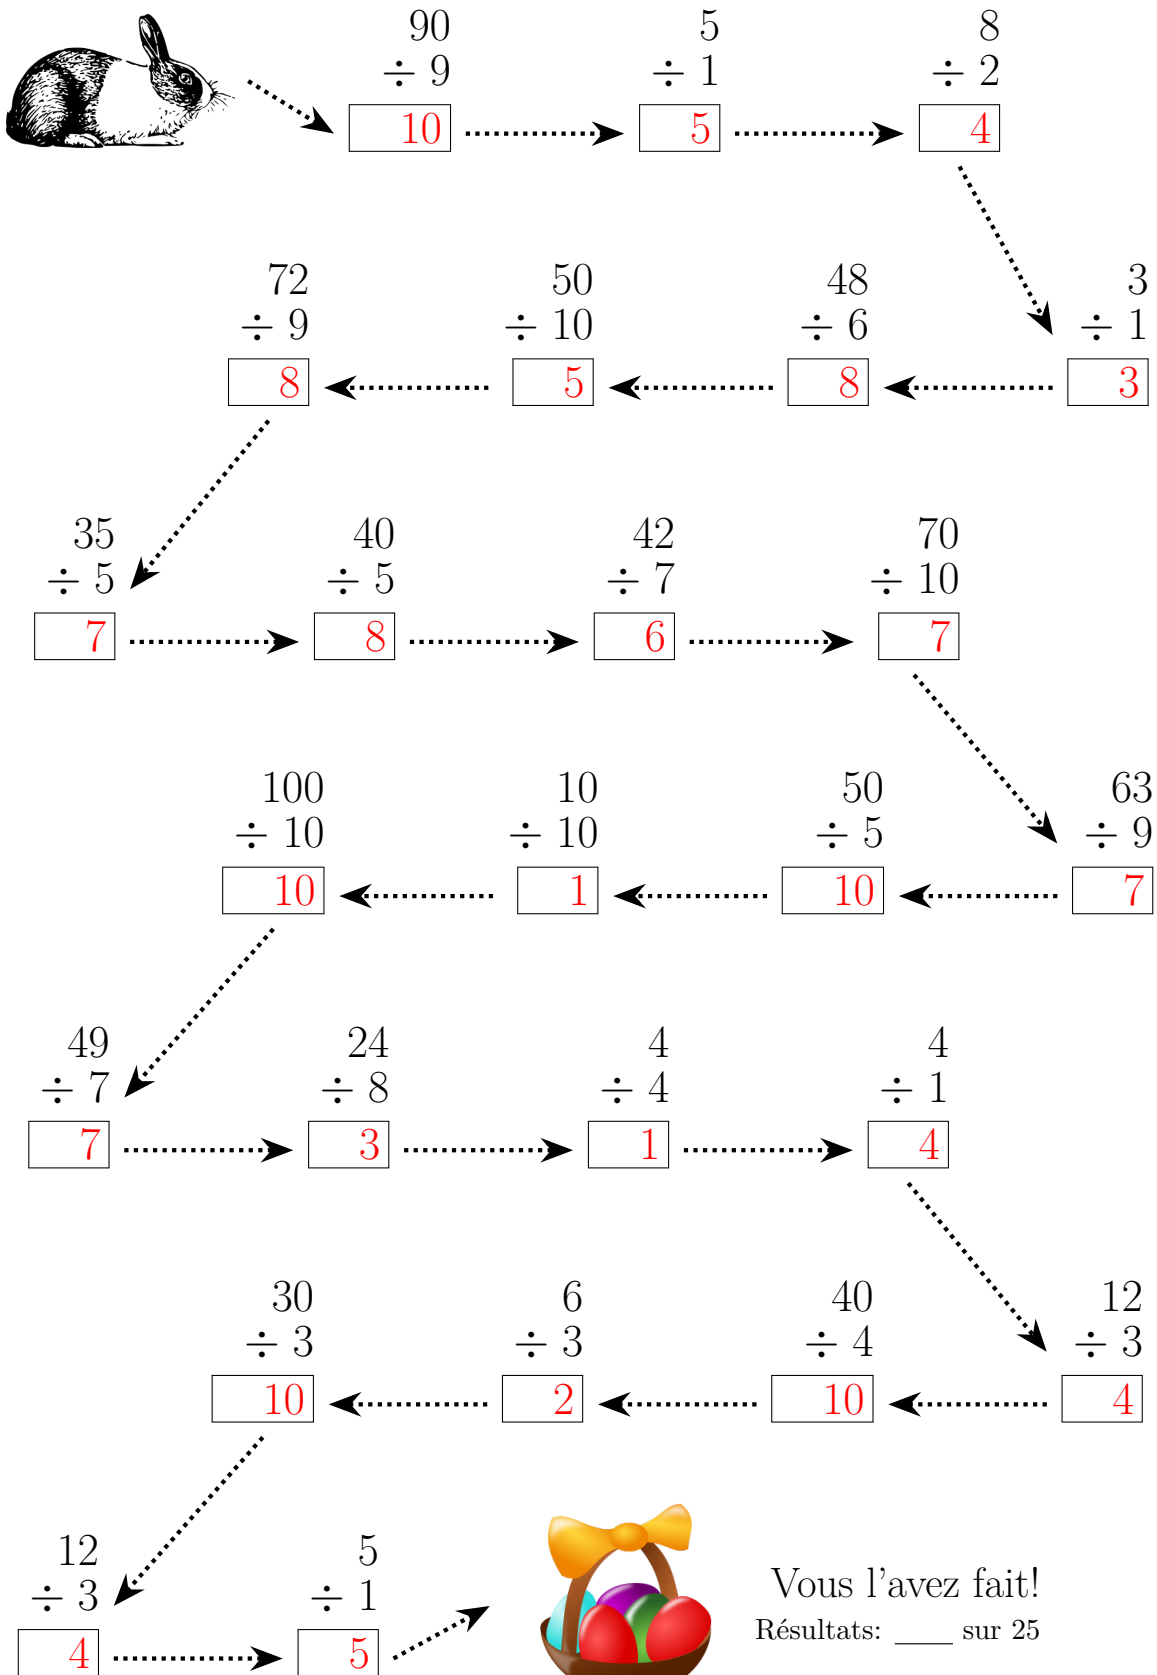 90 5 8
÷ 9 ÷ 1 ÷ 2
10 5 4
72 50 48 3
÷ 9 ÷ 10 ÷ 6 ÷ 1
8 5 8 3
35 40 42 70
÷ 5 ÷ 5 ÷ 7 ÷ 10
7 8 6 7
100 10 50 63
÷ 10 ÷ 10 ÷ 5 ÷ 9
10 1 10 7
49 24 4 4
÷ 7 ÷ 8 ÷ 4 ÷ 1
7 3 1 4
30 6 40 12
÷ 3 ÷ 3 ÷ 4 ÷ 3
10 2 10 4
12 5
÷ 3 ÷ 1
4 5
Vous l'avez fait!
Résultats: ____ sur 25